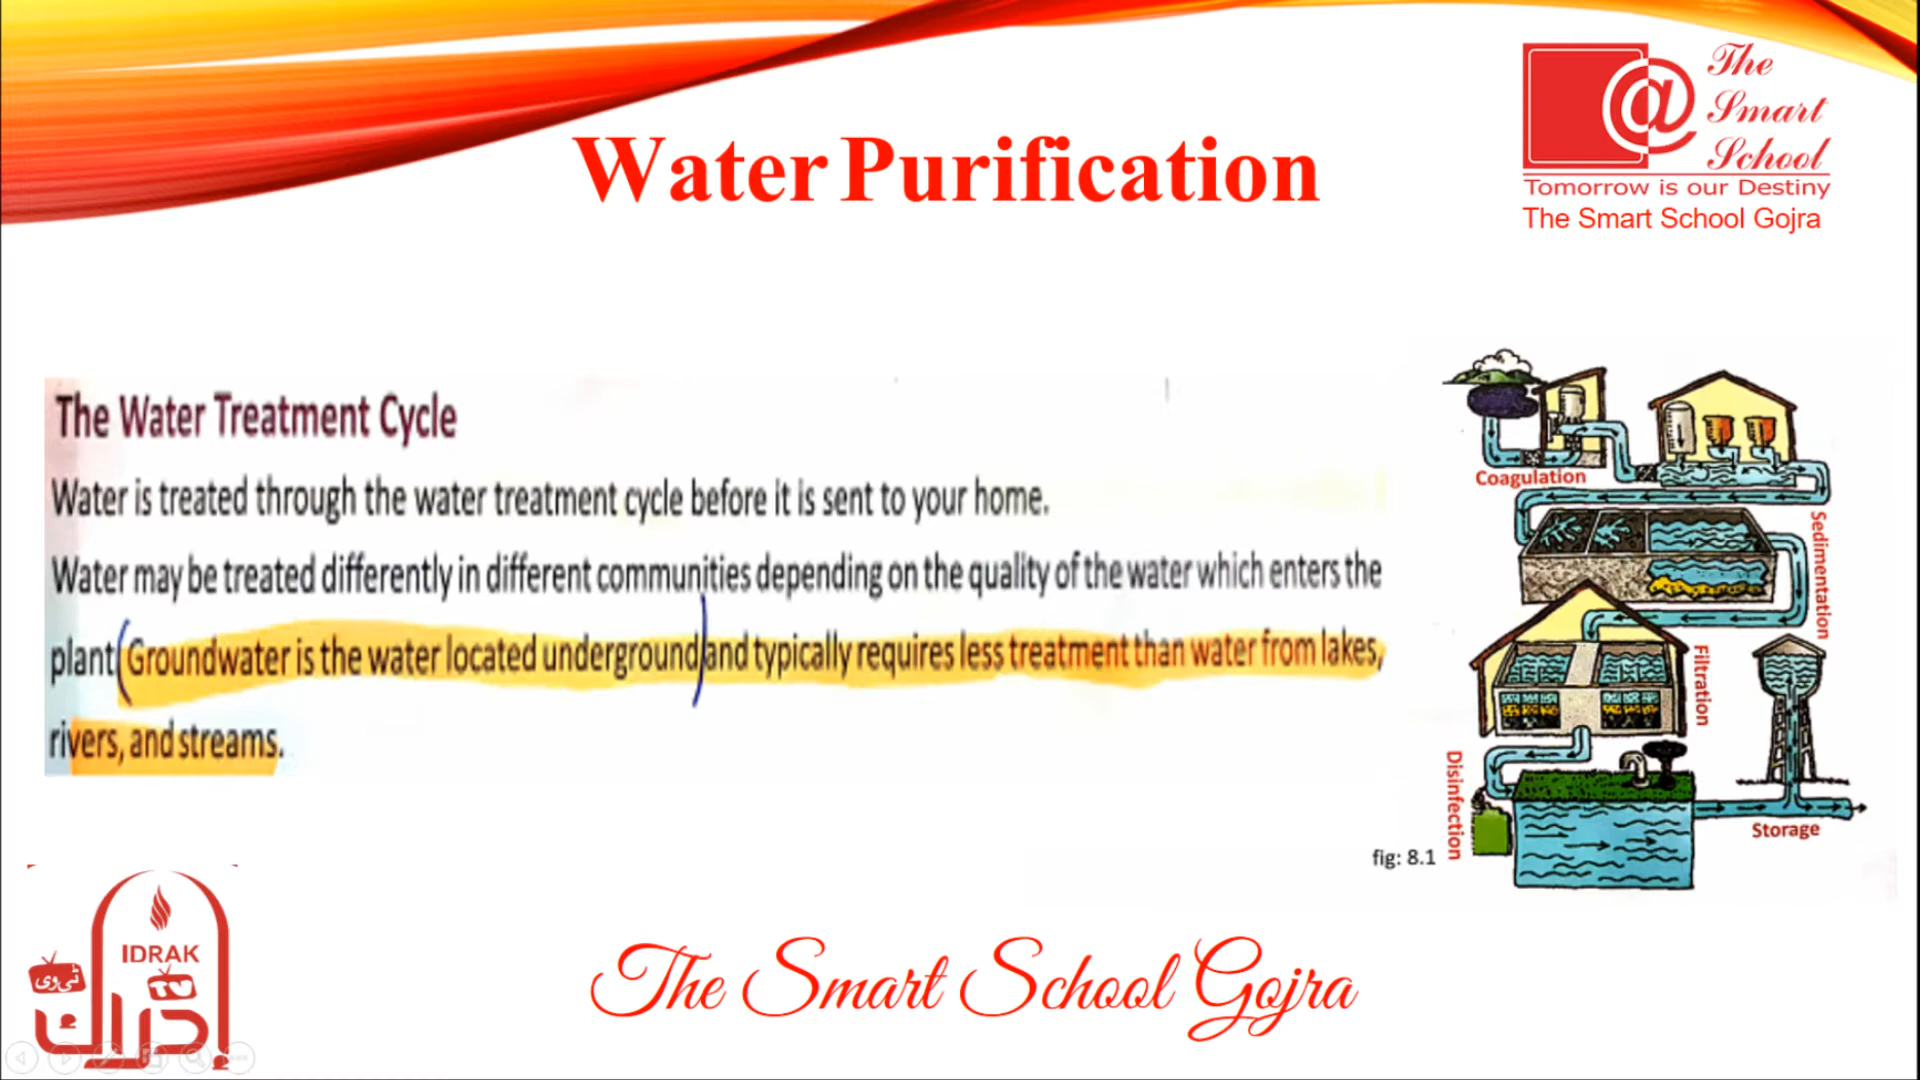 The
Smart
School
Tomorrow is our Destiny
The Smart School Gojra
Water Purification
The Water Treatment Cycle
Water is treated through the water treatment cycle before it is sent to your home.
Water may be treated differently in different communities depending on the quality of the water which enters the
plant(Groundwater is the water located underground)and typically requires less treatment than water from lakes,
rivers, and streams.
Coagulation
Sedimentation
Filtration
Disinfection
Storage
fig: 8.1
IDRAK
ٹی وی
TV
ادراک
The Smart School Gojra